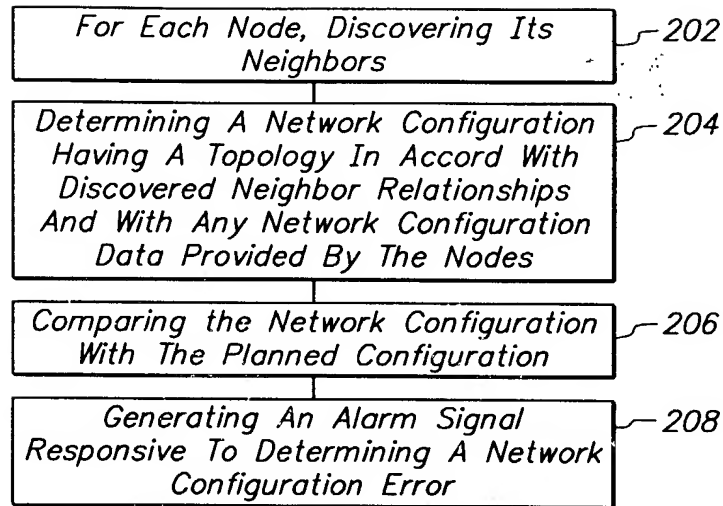 For Each Node, Discovering Its
Neighbors
202
Determining A Network Configuration
Having A Topology In Accord With
Discovered Neighbor Relationships
And With Any Network Configuration
Data Provided By The Nodes
204
Comparing the Network Configuration
With The Planned Configuration
206
Generating An Alarm Signal
Responsive To Determining A Network
Configuration Error
208